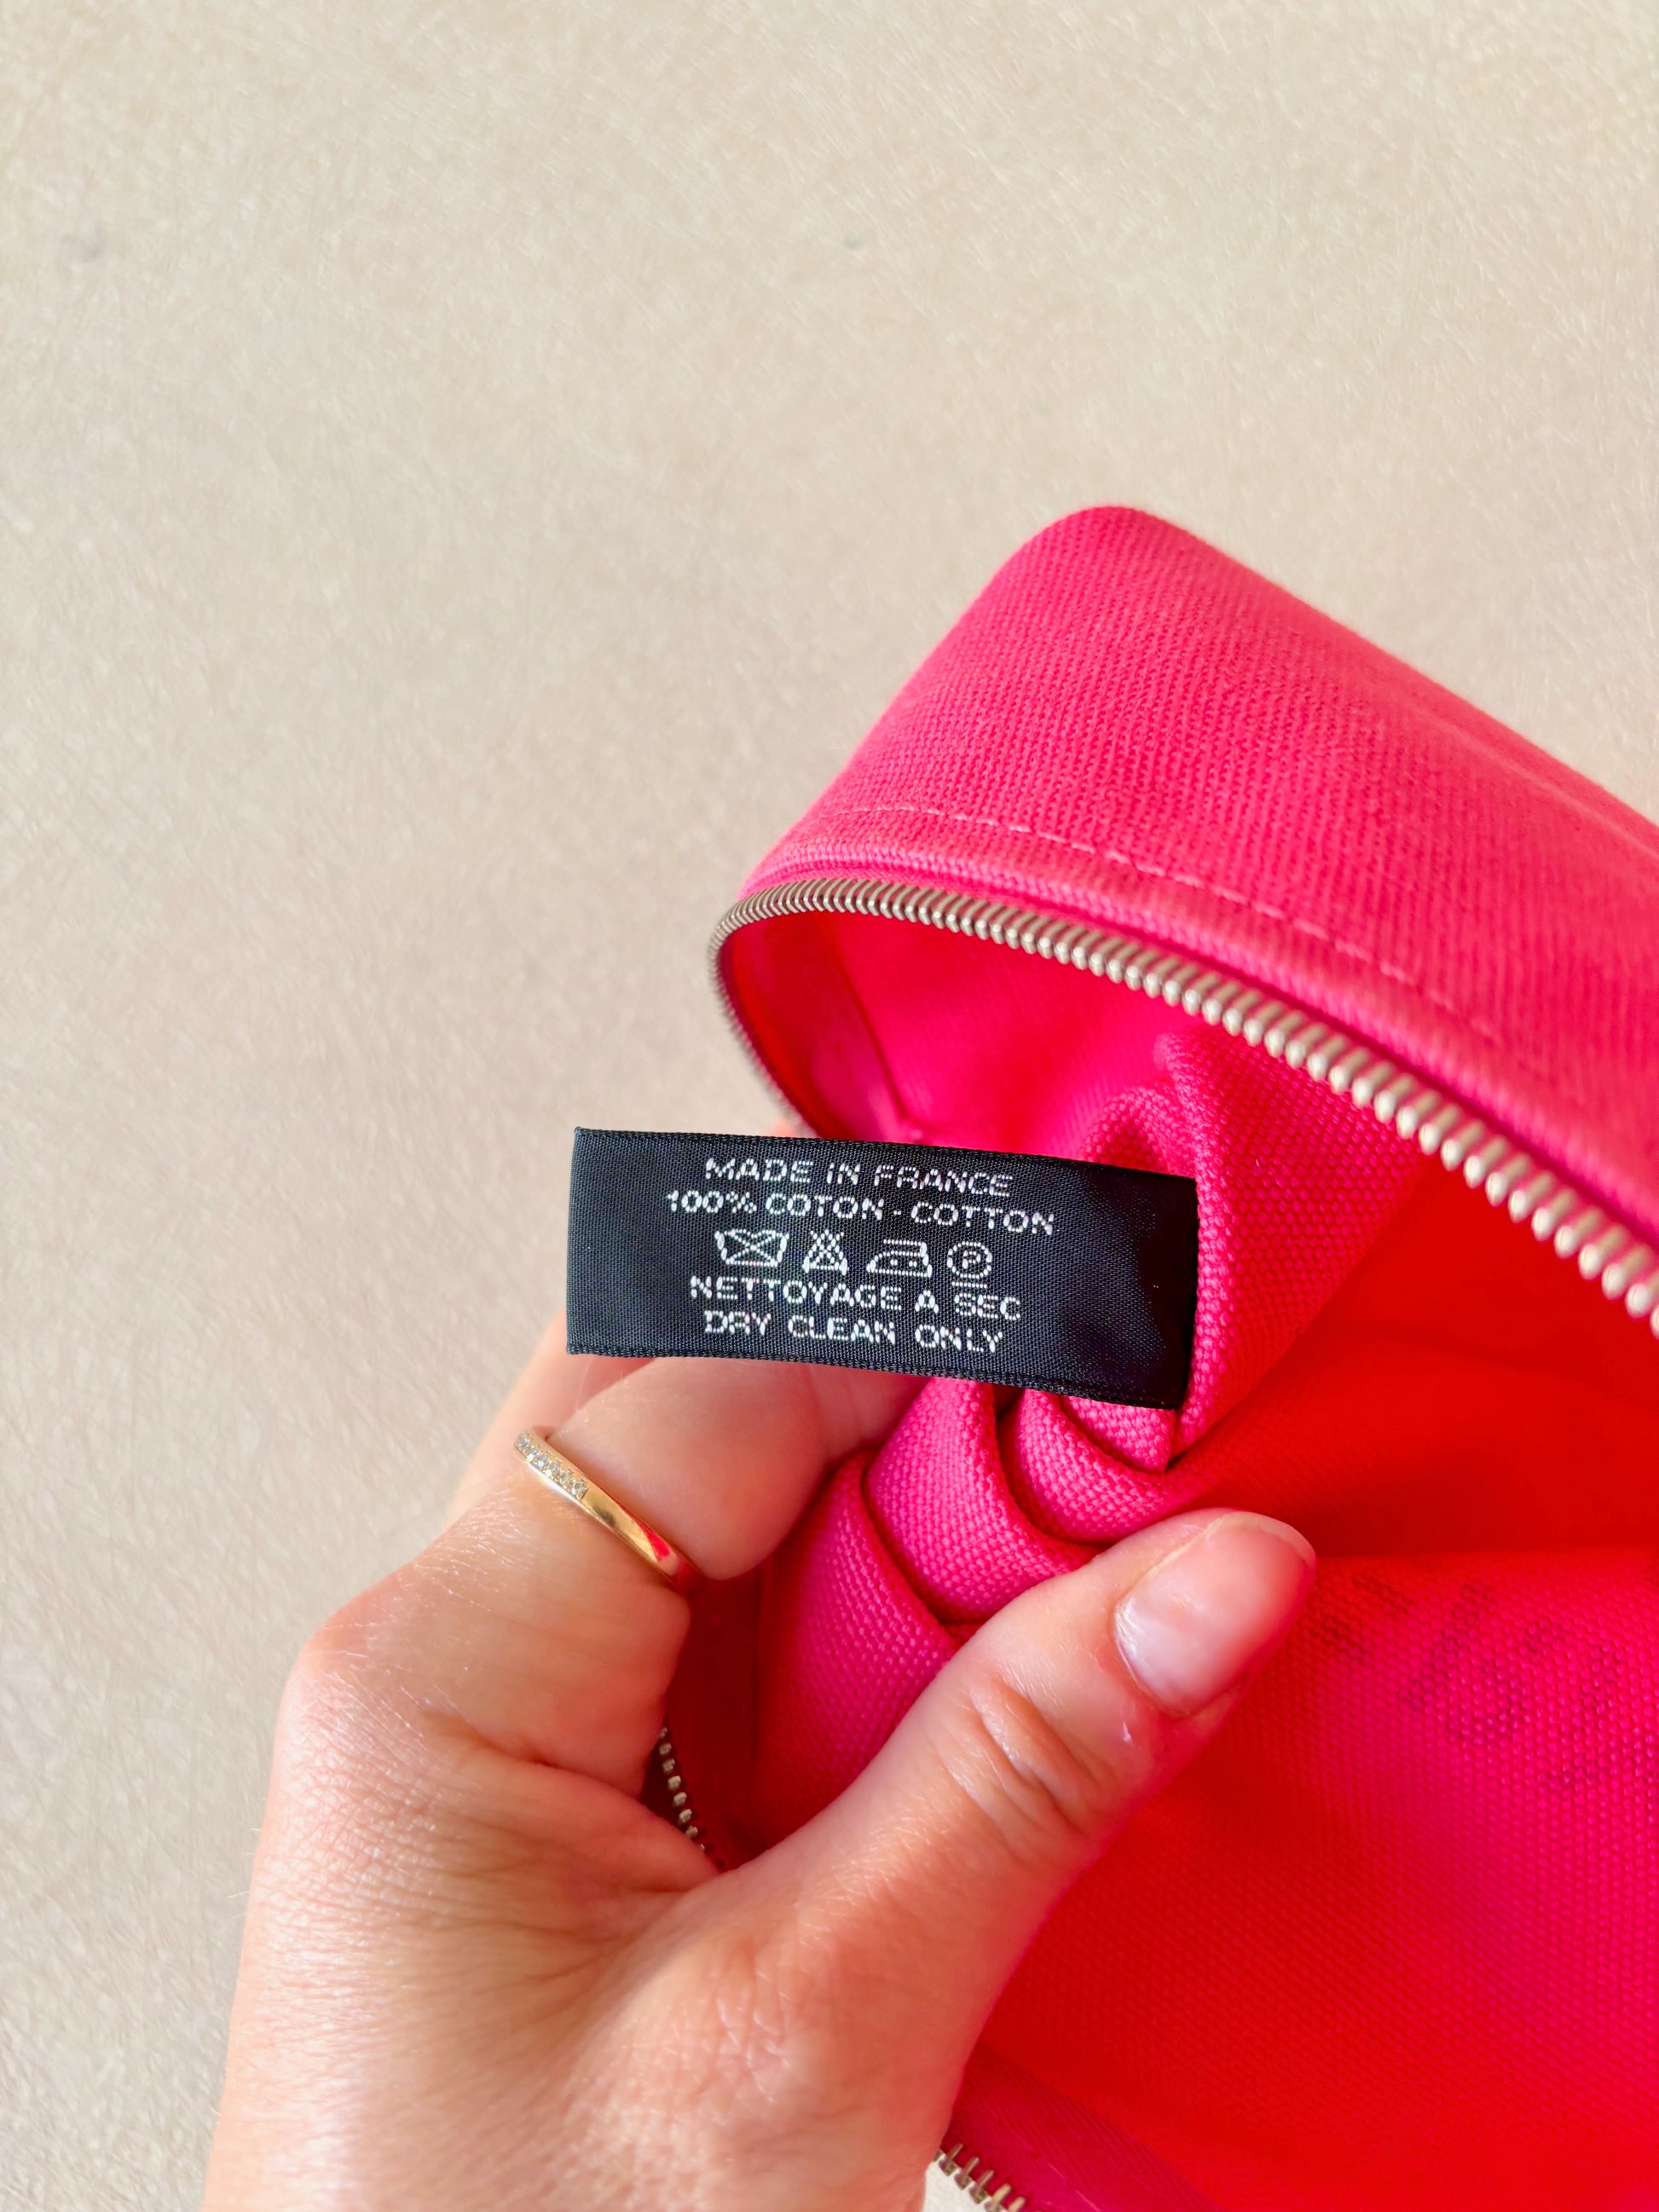 MADE IN FRANCE
100% COTON - COTTON
P
NETTOYAGE A SEC
DRY CLEAN ONLY